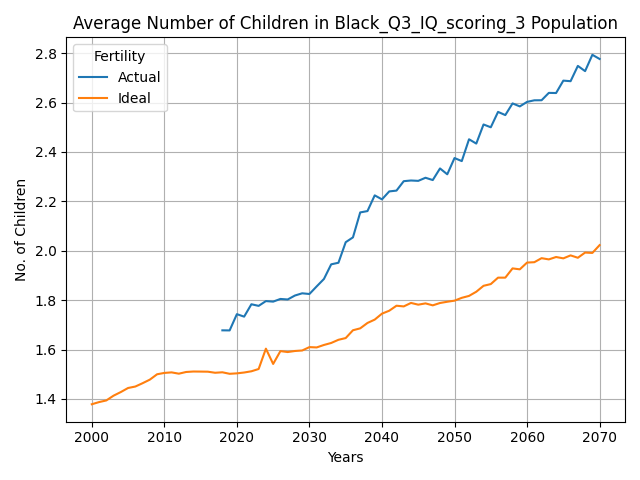 Average Number of Children in Black_Q3_IQ_scoring_3 Population
Fertility
Actual
Ideal
No. of Children
2.8
2.6
2.4
2.2
2.0
1.8
1.6
1.4
2000 2010 2020 2030 2040 2050 2060 2070
Years